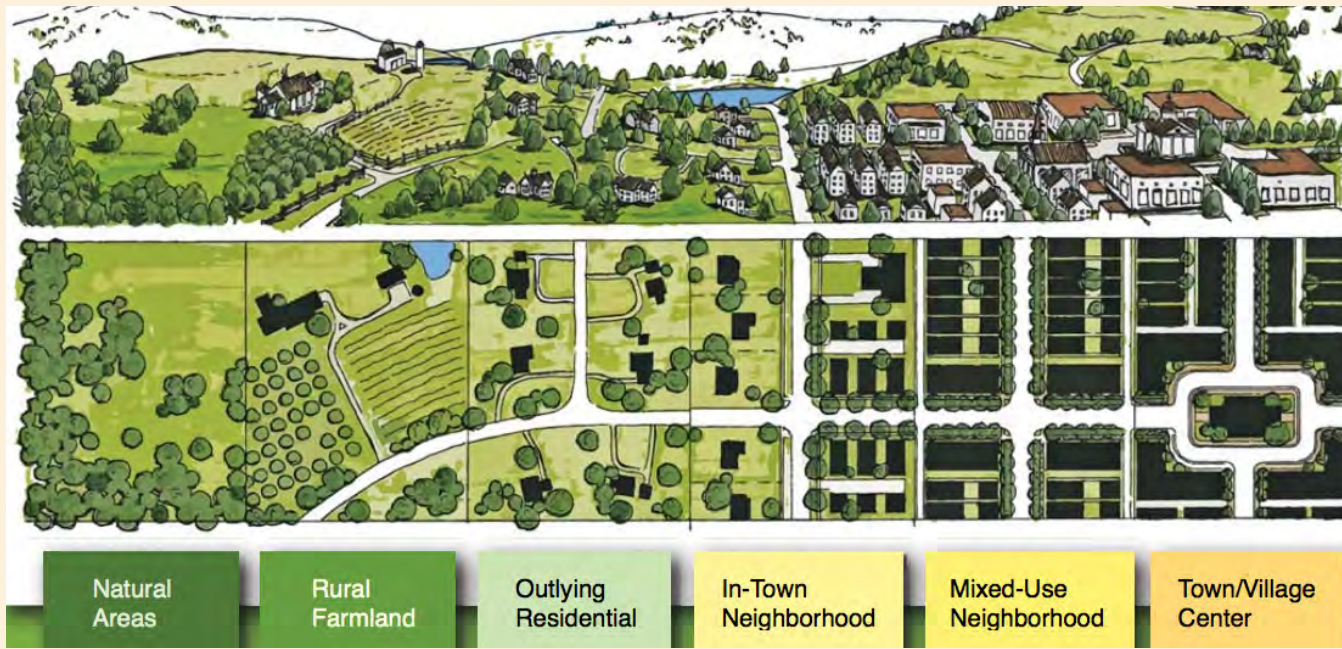 Natural
Areas
Rural
Farmland
Outlying
Residential
In-Town
Neighborhood
Mixed-Use
Neighborhood
Town/Village
Center